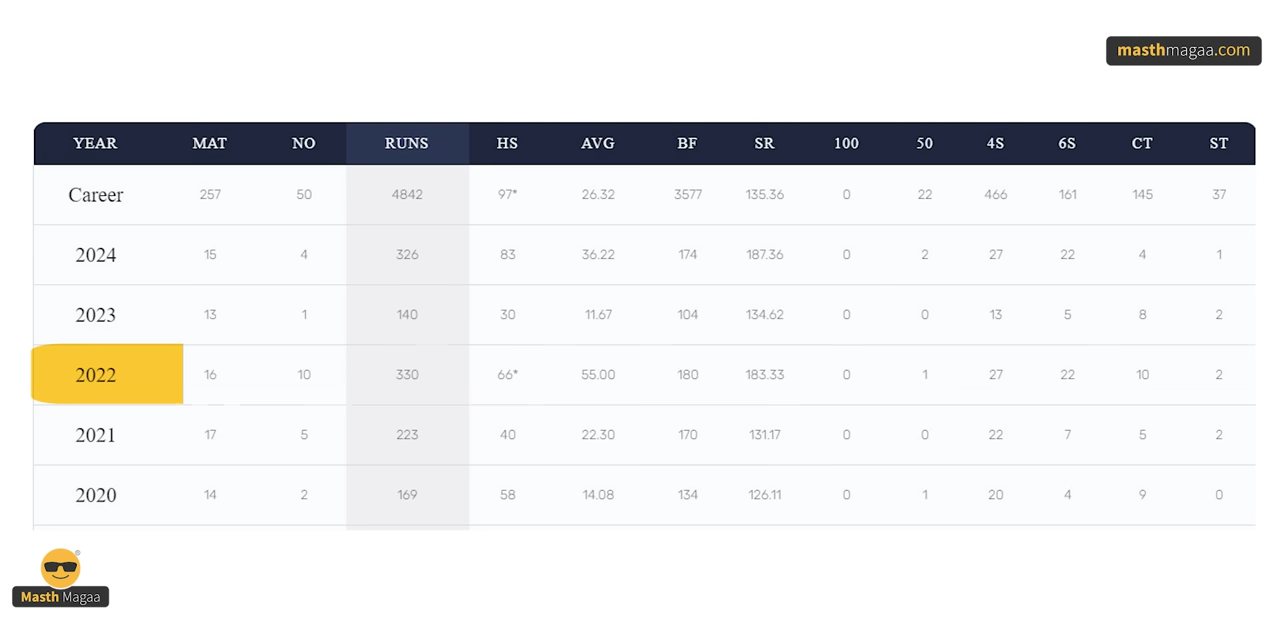 masthmagaa.com
YEAR MAT NO RUNS HS AVG BF SR 100 50 4S 6S CT ST
Career 257 50 4842 97* 26.32 3577 135.36 0 22 466 161 145 37
2024 15 4 326 83 36.22 174 187.36 0 2 27 22 4 1
2023 13 1 140 30 11.67 104 134.62 0 0 13 5 8 2
2022 16 10 330 66* 55.00 180 183.33 0 1 27 22 10 2
2021 17 5 223 40 22.30 170 131.17 0 0 22 7 5 2
2020 14 2 169 58 14.08 134 126.11 0 1 20 4 9 0
®
Masth Magaa